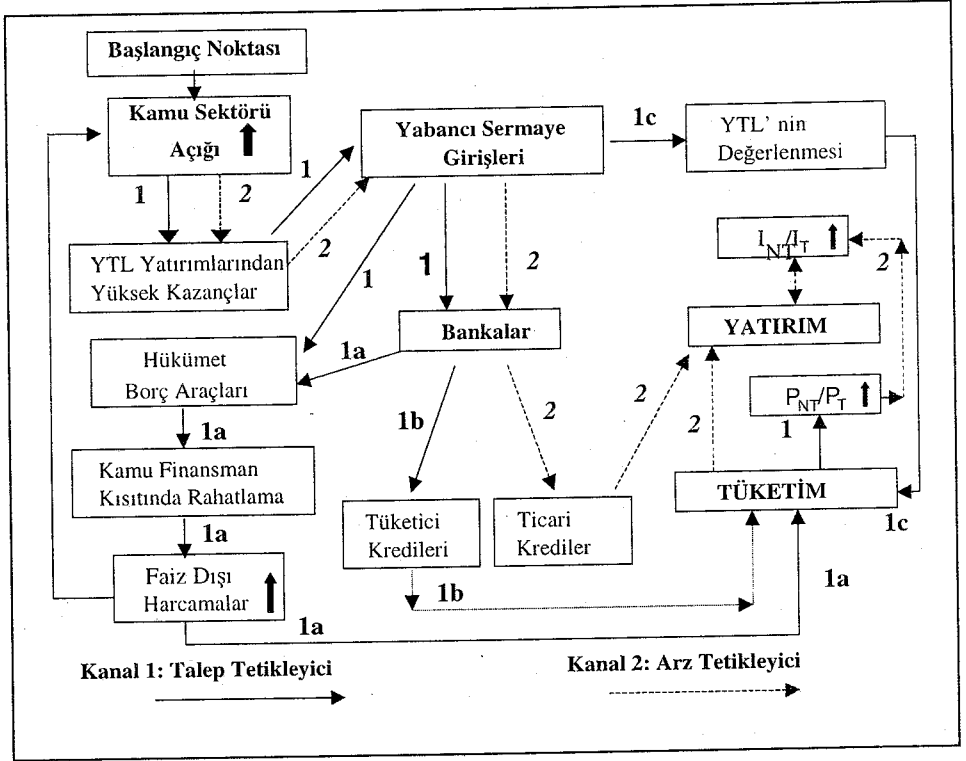 Başlangıç Noktası
Kamu Sektörü
Açığı
1
2
YTL Yatırımlarından
Yüksek Kazançlar
1
2
Yabancı Sermaye
Girişleri
1c
YTL' nin
Değerlenmesi
1
1
2
Bankalar
1a
Hükümet
Borç Araçları
1a
Kamu Finansman
Kısıtında Rahatlama
1a
Faiz Dışı
Harcamalar
1a
1b
2
Tüketici
Kredileri
Ticari
Krediler
1b
2
I_NT/I_T
2
YATIRIM
P_NT/P_T
2
1
TÜKETİM
1c
1a
Kanal 1: Talep Tetikleyici
Kanal 2: Arz Tetikleyici